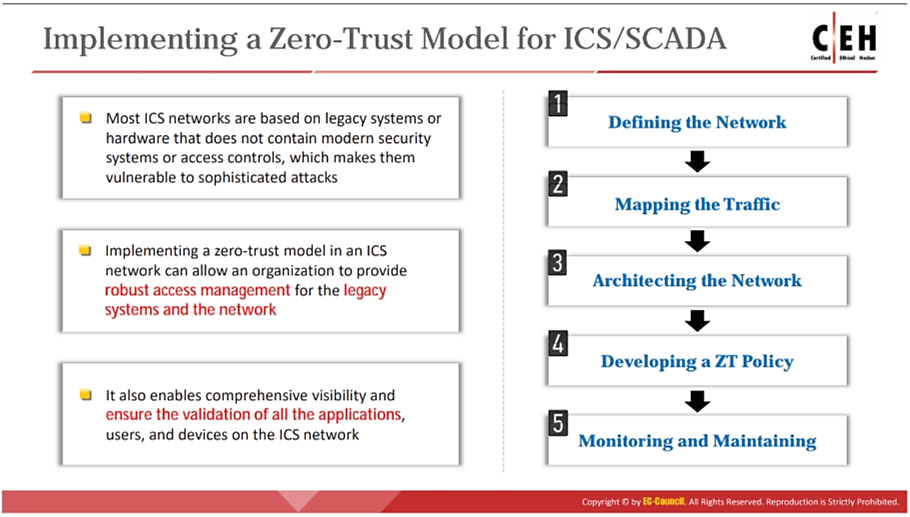 Implementing a Zero-Trust Model for ICS/SCADA
CEH
Certified Ethical Hacker
Most ICS networks are based on legacy systems or
hardware that does not contain modern security
systems or access controls, which makes them
vulnerable to sophisticated attacks
Implementing a zero-trust model in an ICS
network can allow an organization to provide
robust access management for the legacy
systems and the network
It also enables comprehensive visibility and
ensure the validation of all the applications,
users, and devices on the ICS network
1
Defining the Network
2
Mapping the Traffic
3
Architecting the Network
4
Developing a ZT Policy
5
Monitoring and Maintaining
Copyright © by EC-Council. All Rights Reserved. Reproduction is Strictly Prohibited.